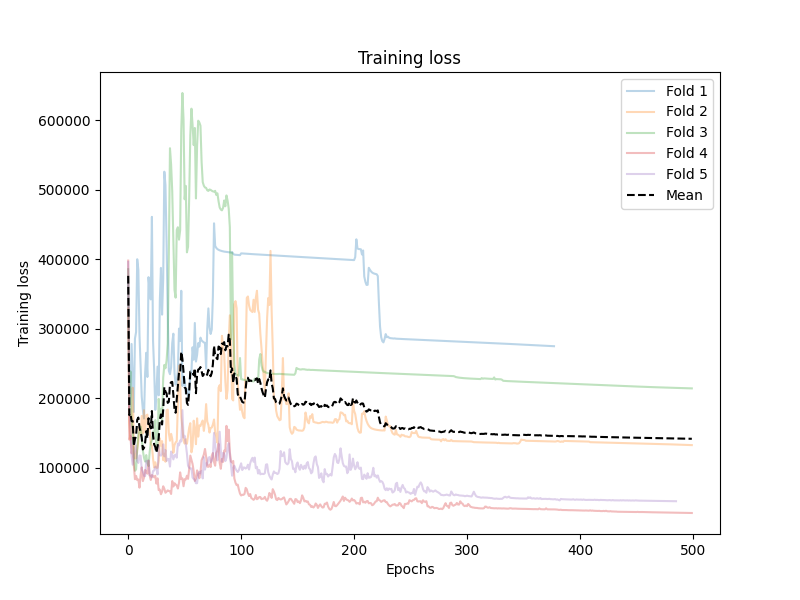 Training loss
Fold 1
Fold 2
Fold 3
Fold 4
Fold 5
Mean
Training loss
600000
500000
400000
300000
200000
100000
0 100 200 300 400 500
Epochs